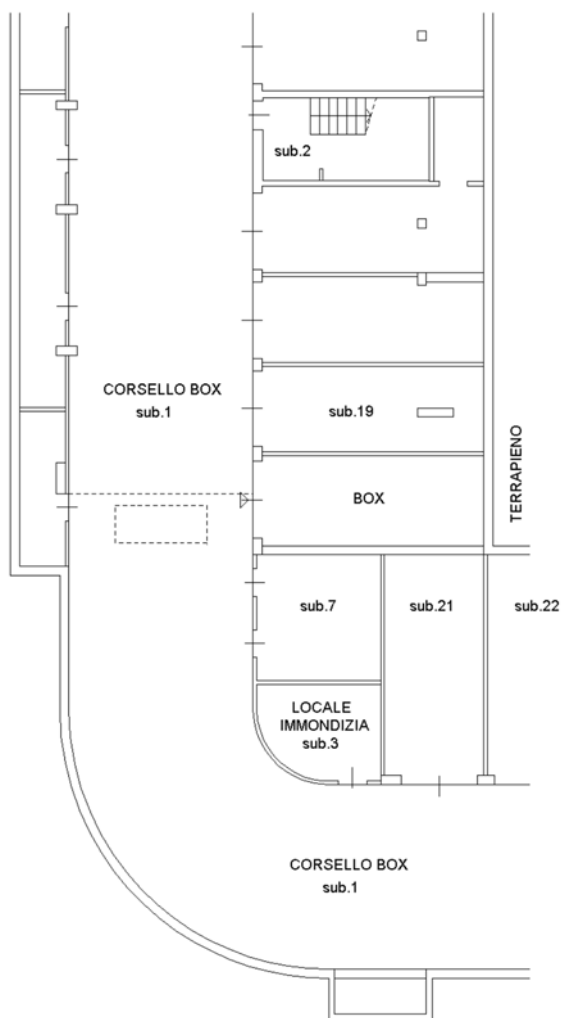 sub.2
CORSELLO BOX
sub.1
sub.19
BOX
TERRAPIENO
sub.7
sub.21
sub.22
LOCALE
IMMONDIZIA
sub.3
CORSELLO BOX
sub.1